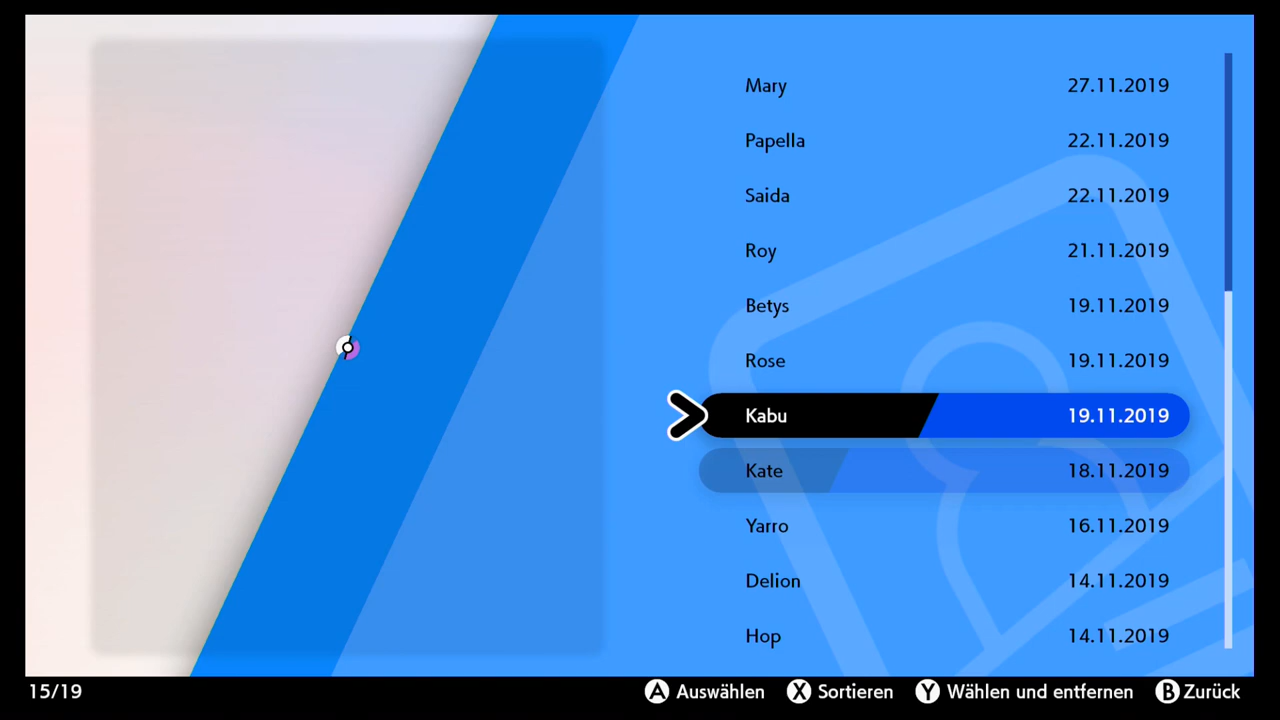 Mary 27.11.2019
Papella 22.11.2019
Saida 22.11.2019
Roy 21.11.2019
Betys 19.11.2019
Rose 19.11.2019
Kabu 19.11.2019
Kate 18.11.2019
Yarro 16.11.2019
Delion 14.11.2019
Hop 14.11.2019
15/19 A Auswählen X Sortieren Y Wählen und entfernen B Zurück